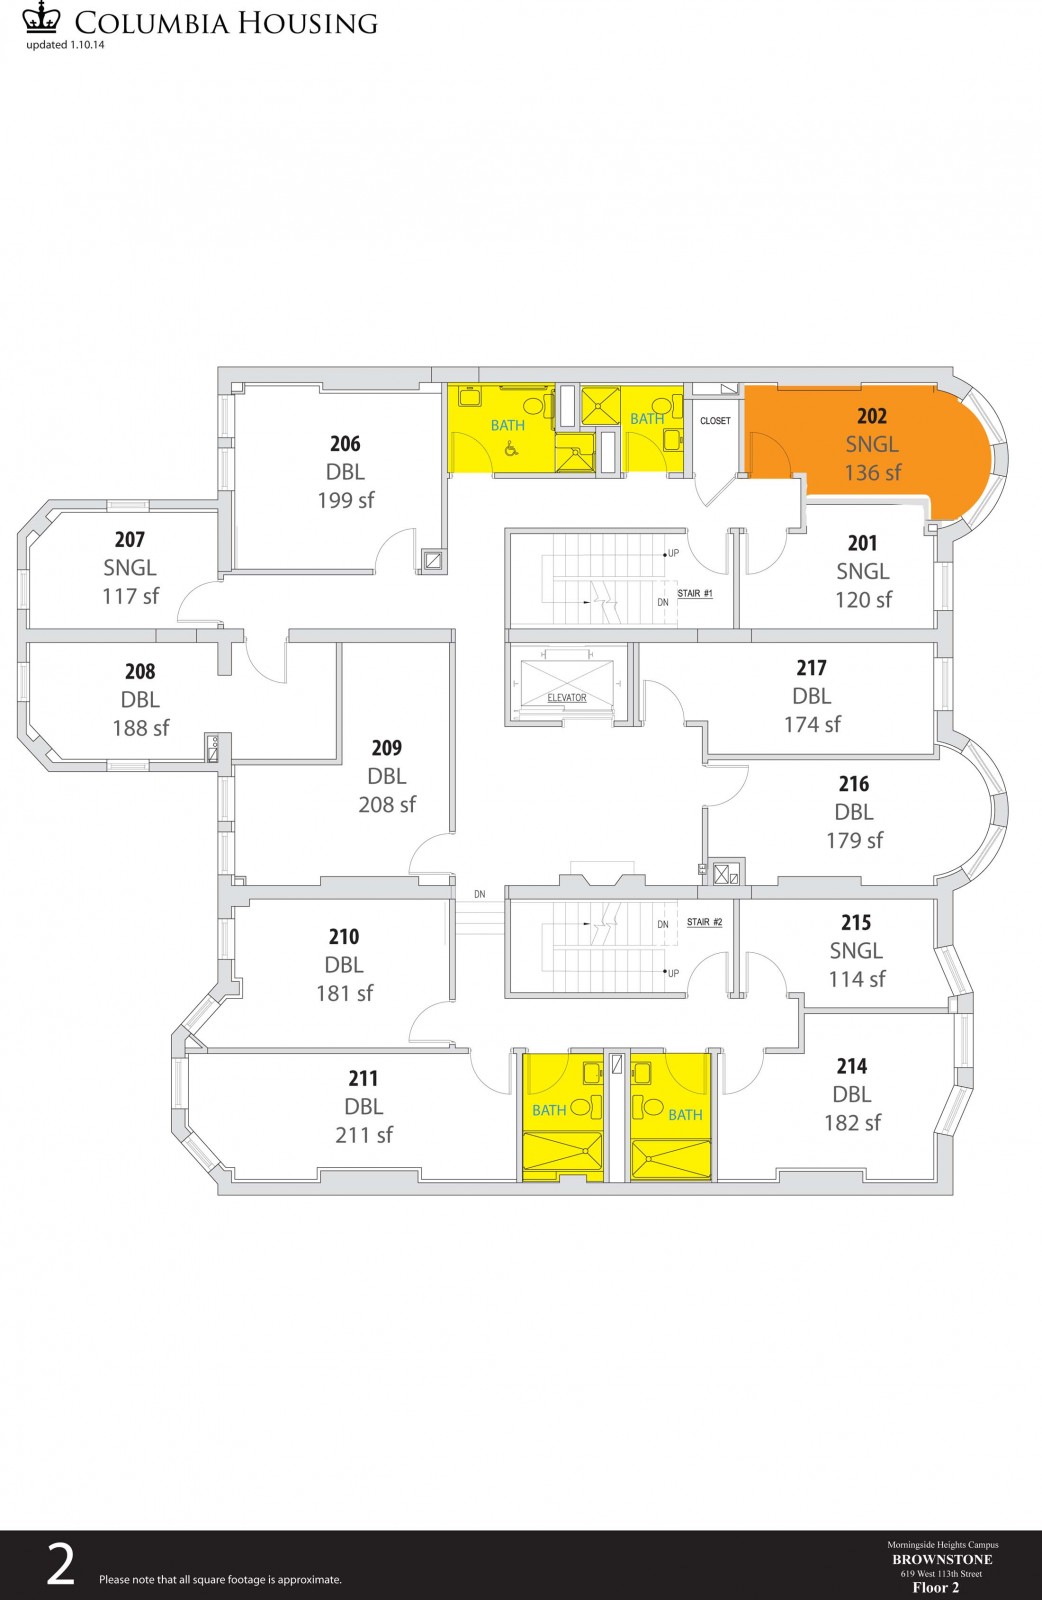 COLUMBIA HOUSING
updated 1.10.14
206
DBL
199 sf
BATH
BATH
CLOSET
202
SNGL
136 sf
207
SNGL
117 sf
UP
DN
STAIR #1
201
SNGL
120 sf
208
DBL
188 sf
209
DBL
208 sf
ELEVATOR
217
DBL
174 sf
216
DBL
179 sf
DN
210
DBL
181 sf
DN
STAIR #2
UP
215
SNGL
114 sf
211
DBL
211 sf
BATH
BATH
214
DBL
182 sf
2
Please note that all square footage is approximate.
Morningside Heights Campus
BROWNSTONE
619 West 113th Street
Floor 2